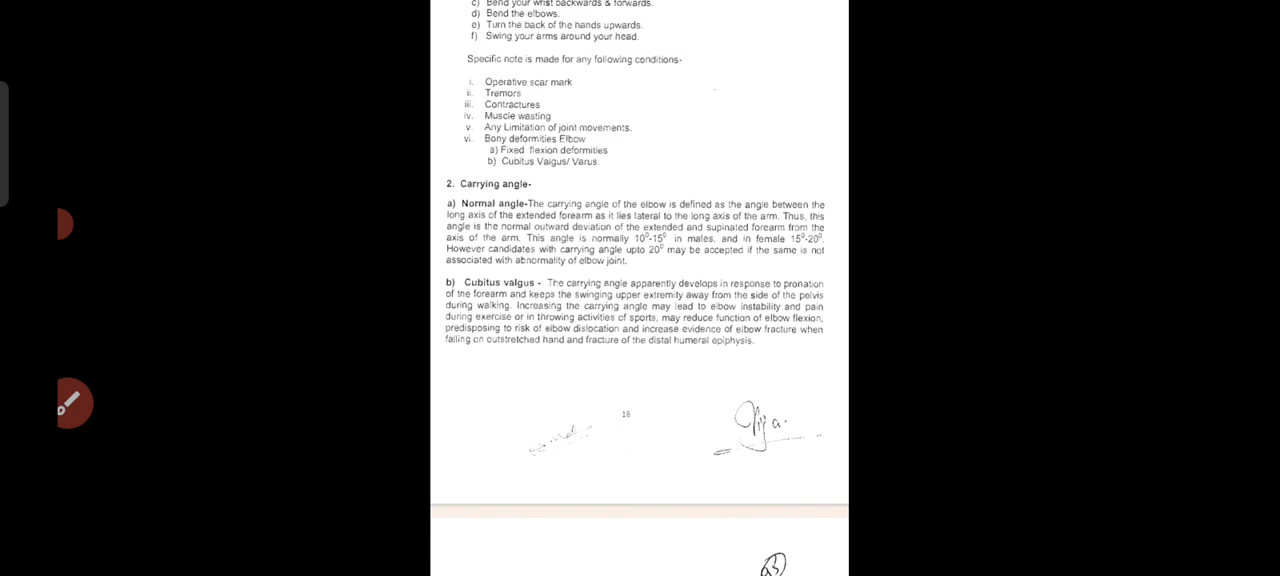 c) Bend your wrist backwards & forwards.
d) Bend the elbows.
e) Turn the back of the hands upwards.
f) Swing your arms around your head.
Specific note is made for any following conditions-
i. Operative scar mark
ii. Tremors
iii. Contractures
iv. Muscle wasting
v. Any Limitation of joint movements.
vi. Bony deformities Elbow
a) Fixed flexion deformities
b) Cubitus Valgus/ Varus.
2. Carrying angle-
a) Normal angle-The carrying angle of the elbow is defined as the angle between the
long axis of the extended forearm as it lies lateral to the long axis of the arm. Thus, this
angle is the normal outward deviation of the extended and supinated forearm from the
axis of the arm. This angle is normally 10⁰-15⁰ in males, and in female 15⁰-20⁰.
However candidates with carrying angle upto 20⁰ may be accepted if the same is not
associated with abnormality of elbow joint.
b) Cubitus valgus - The carrying angle apparently develops in response to pronation
of the forearm and keeps the swinging upper extremity away from the side of the pelvis
during walking. Increasing the carrying angle may lead to elbow instability and pain
during exercise or in throwing activities of sports, may reduce function of elbow flexion,
predisposing to risk of elbow dislocation and increase evidence of elbow fracture when
falling on outstretched hand and fracture of the distal humeral epiphysis.
18